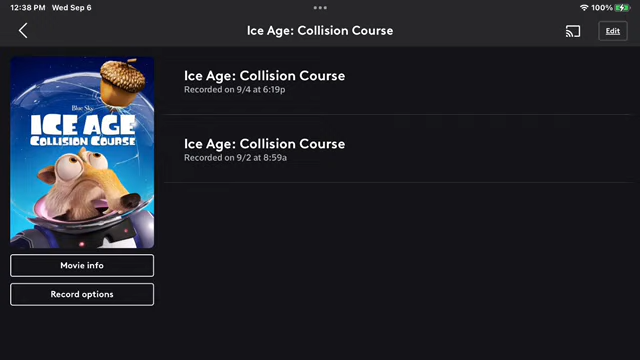 12:38 PM Wed Sep 6
100%
Ice Age: Collision Course
Edit
Blue Sky
ICE AGE
COLLISION COURSE
Movie info
Record options
Ice Age: Collision Course
Recorded on 9/4 at 6:19p
Ice Age: Collision Course
Recorded on 9/2 at 8:59a